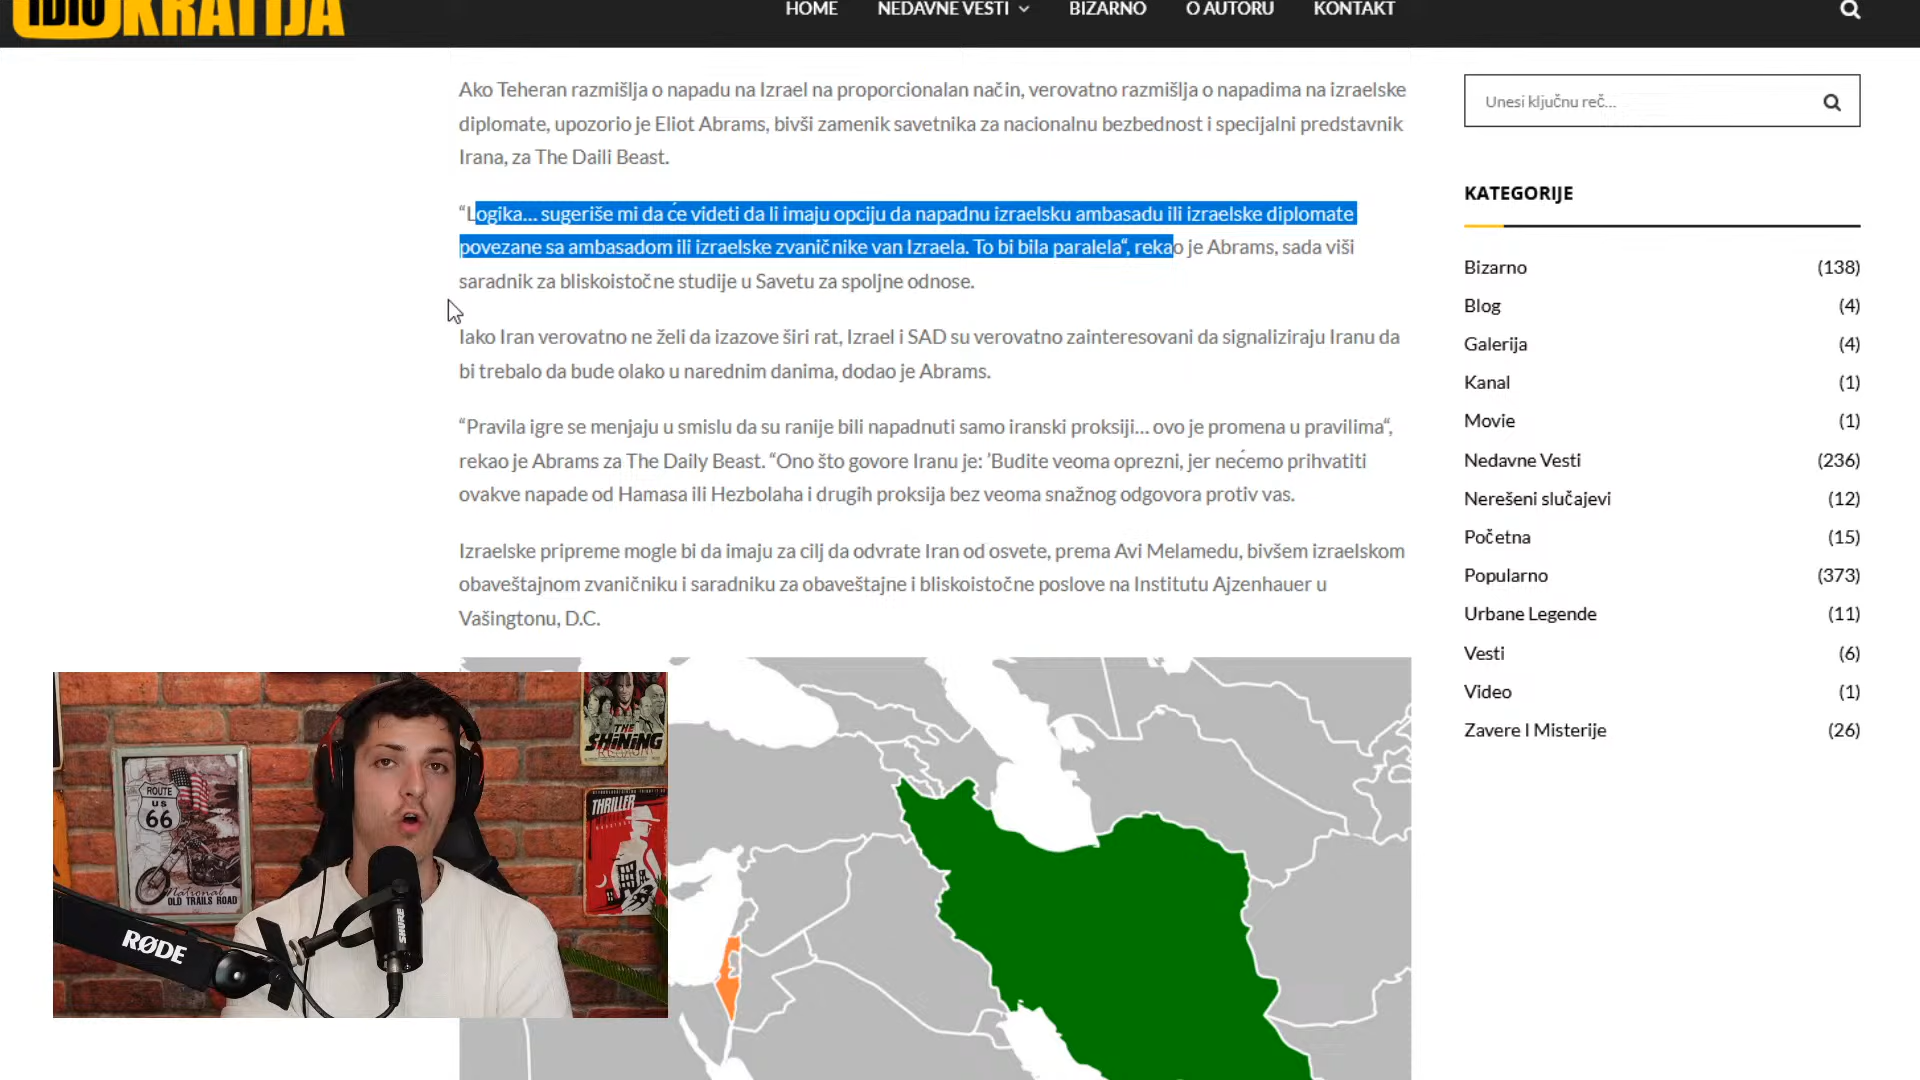 IDIO
KRATIJA
HOME
NEDAVNE VESTI
BIZARNO
O AUTORU
KONTAKT
Ako Teheran razmišlja o napadu na Izrael na proporcionalan način, verovatno razmišlja o napadima na izraelske
diplomate, upozorio je Eliot Abrams, bivši zamenik savetnika za nacionalnu bezbednost i specijalni predstavnik
Irana, za The Daili Beast.
“Logika... sugeriše mi da će videti da li imaju opciju da napadnu izraelsku ambasadu ili izraelske diplomate
povezane sa ambasadom ili izraelske zvaničnike van Izraela. To bi bila paralela“, rekao je Abrams, sada viši
saradnik za bliskoistočne studije u Savetu za spoljne odnose.
Iako Iran verovatno ne želi da izazove širi rat, Izrael i SAD su verovatno zainteresovani da signaliziraju Iranu da
bi trebalo da bude olako u narednim danima, dodao je Abrams.
“Pravila igre se menjaju u smislu da su ranije bili napadnuti samo iranski proksiji... ovo je promena u pravilima“,
rekao je Abrams za The Daily Beast. “Ono što govore Iranu je: ’Budite veoma oprezni, jer nećemo prihvatiti
ovakve napade od Hamasa ili Hezbolaha i drugih proksija bez veoma snažnog odgovora protiv vas.
Izraelske pripreme mogle bi da imaju za cilj da odvrate Iran od osvete, prema Avi Melamedu, bivšem izraelskom
obaveštajnom zvaničniku i saradniku za obaveštajne i bliskoistočne poslove na Institutu Ajzenhauer u
Vašingtonu, D.C.
Unesi ključnu reč...
KATEGORIJE
Bizarno (138)
Blog (4)
Galerija (4)
Kanal (1)
Movie (1)
Nedavne Vesti (236)
Nerešeni slučajevi (12)
Početna (15)
Popularno (373)
Urbane Legende (11)
Vesti (6)
Video (1)
Zavere I Misterije (26)
ROUTE
US
66
National
OLD TRAILS ROAD
THE
SHiNiNG
THRILLER
RØDE
SHURE